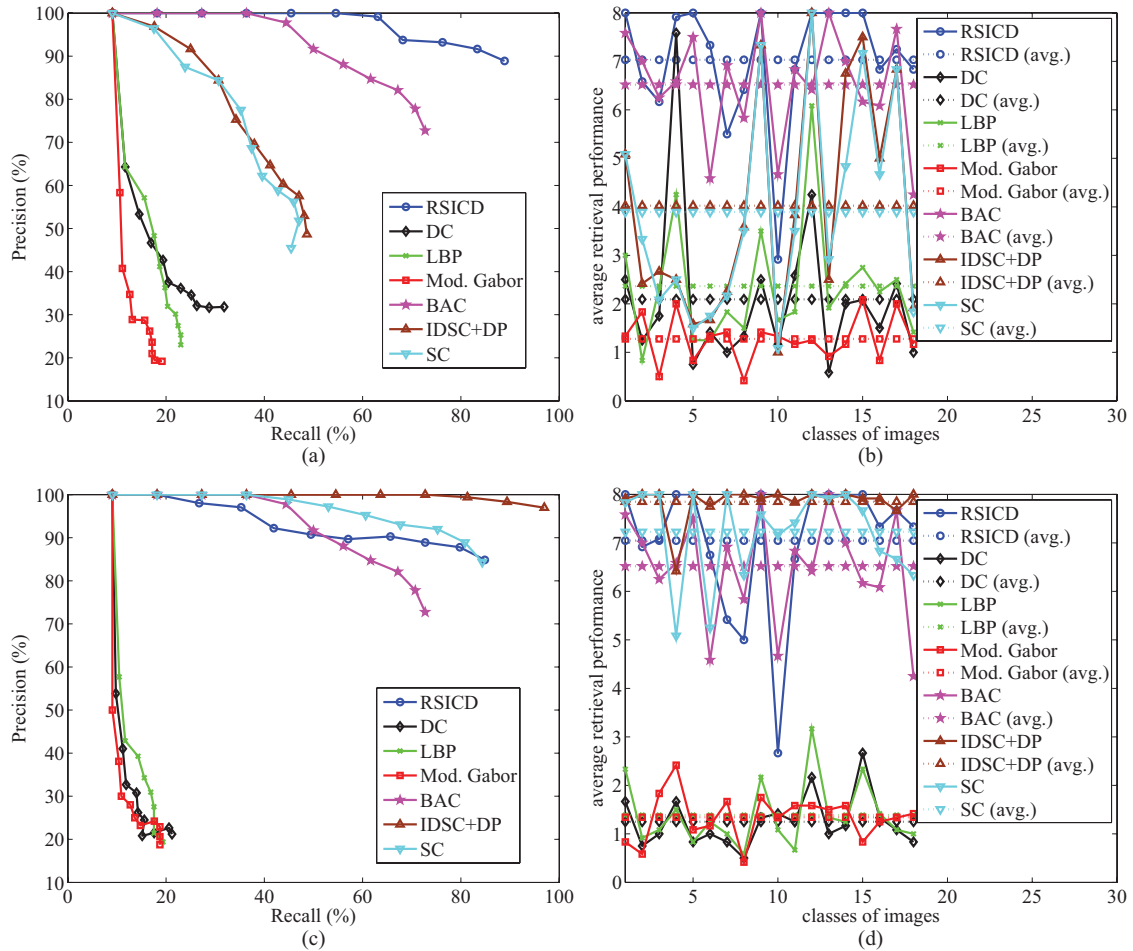 100
90
80
70
60
50
40
30
20
10
Precision (%)
0 20 40 60 80 100
Recall (%)
RSICD
DC
LBP
Mod. Gabor
BAC
IDSC+DP
SC
(a)
8
7
6
5
4
3
2
1
0
average retrieval performance
5 10 15 20 25 30
classes of images
RSICD
RSICD (avg.)
DC
DC (avg.)
LBP
LBP (avg.)
Mod. Gabor
Mod. Gabor (avg.)
BAC
BAC (avg.)
IDSC+DP
IDSC+DP (avg.)
SC
SC (avg.)
(b)
100
90
80
70
60
50
40
30
20
10
Precision (%)
0 20 40 60 80 100
Recall (%)
RSICD
DC
LBP
Mod. Gabor
BAC
IDSC+DP
SC
(c)
8
7
6
5
4
3
2
1
0
average retrieval performance
5 10 15 20 25 30
classes of images
RSICD
RSICD (avg.)
DC
DC (avg.)
LBP
LBP (avg.)
Mod. Gabor
Mod. Gabor (avg.)
BAC
BAC (avg.)
IDSC+DP
IDSC+DP (avg.)
SC
SC (avg.)
(d)